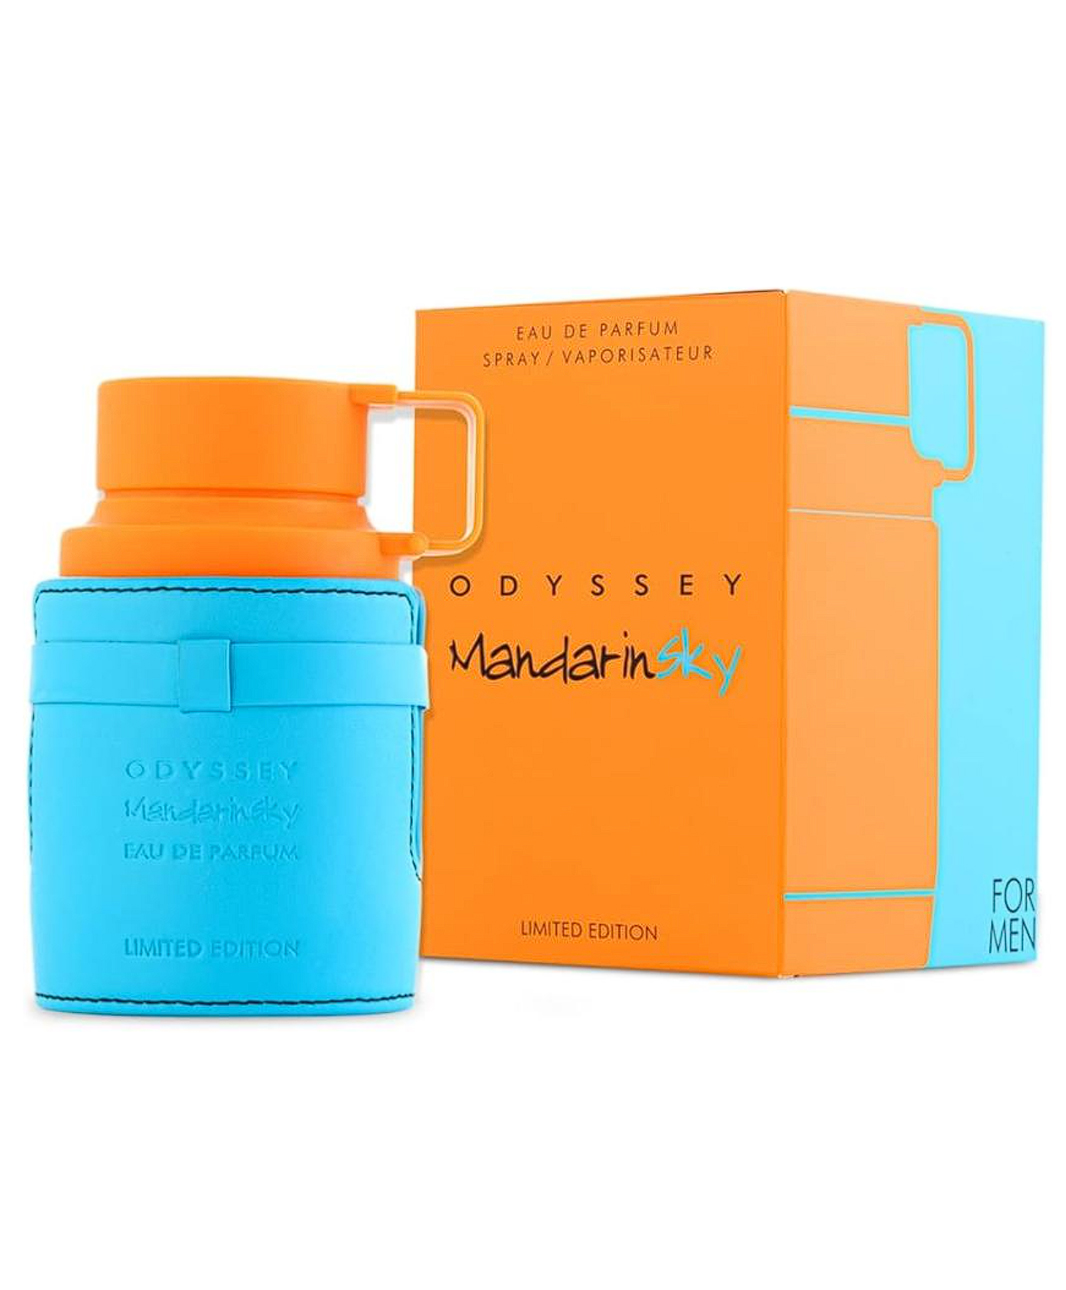 EAU DE PARFUM
SPRAY / VAPORISATEUR
ODYSSEY
Mandarinsky
LIMITED EDITION
FOR
MEN
ODYSSEY
Mandarinsky
EAU DE PARFUM
LIMITED EDITION